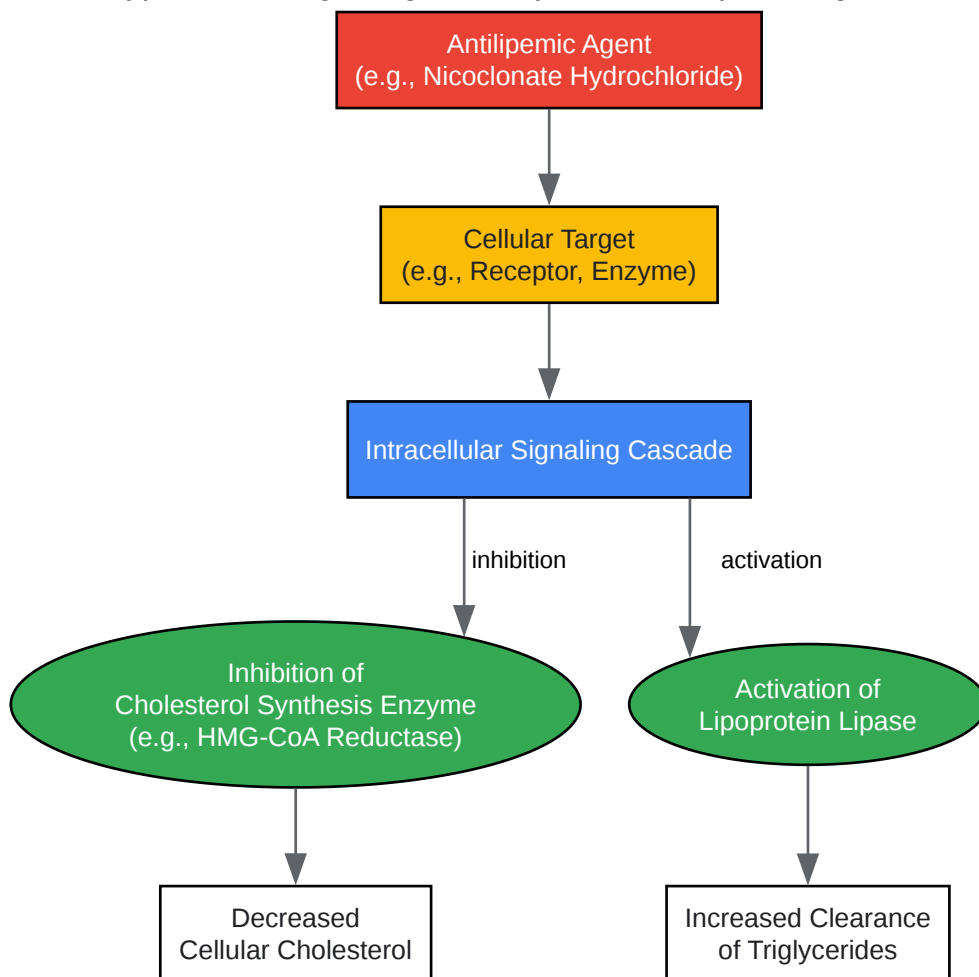 Antilipemic Agent
(e.g., Nicoclonate Hydrochloride)
Cellular Target
(e.g., Receptor, Enzyme)
Intracellular Signaling Cascade
inhibition
activation
Inhibition of
Cholesterol Synthesis Enzyme
(e.g., HMG-CoA Reductase)
Activation of
Lipoprotein Lipase
Decreased
Cellular Cholesterol
Increased Clearance
of Triglycerides